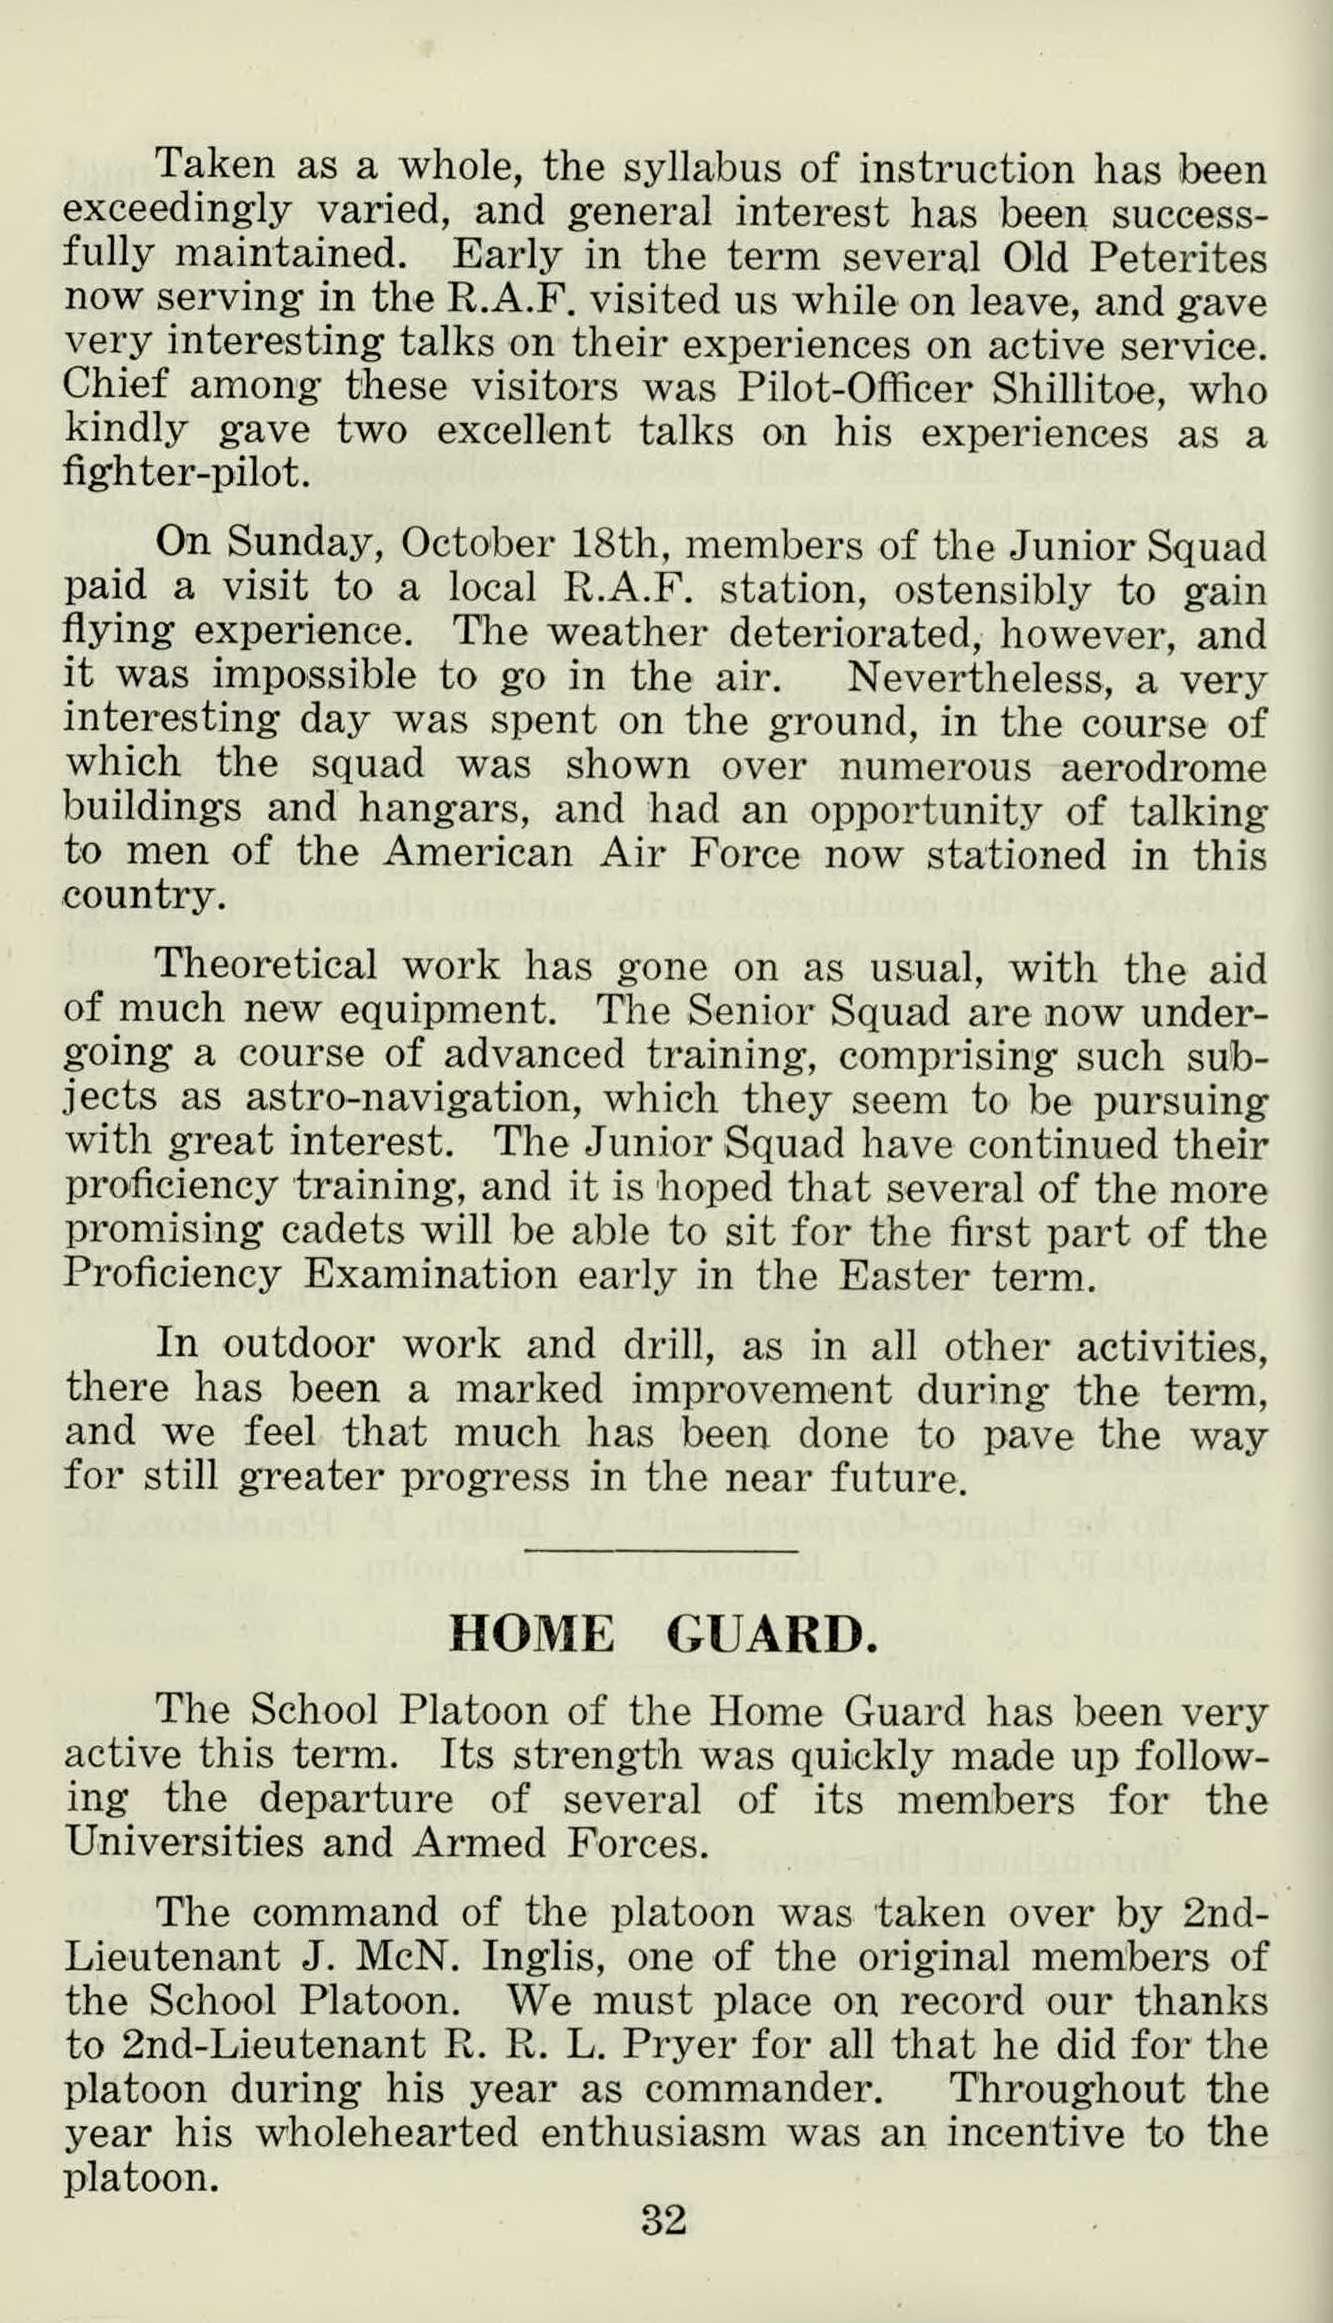 Taken as a whole, the syllabus of instruction has been
exceedingly varied, and general interest has been success-
fully maintained. Early in the term several Old Peterites
now serving in the R.A.F. visited us while on leave, and gave
very interesting talks on their experiences on active service.
Chief among these visitors was Pilot-Officer Shillitoe, who
kindly gave two excellent talks on his experiences as a
fighter-pilot.
On Sunday, October 18th, members of the Junior Squad
paid a visit to a local R.A.F. station, ostensibly to gain
flying experience. The weather deteriorated, however, and
it was impossible to go in the air. Nevertheless, a very
interesting day was spent on the ground, in the course of
which the squad was shown over numerous aerodrome
buildings and hangars, and had an opportunity of talking
to men of the American Air Force now stationed in this
country.
Theoretical work has gone on as usual, with the aid
of much new equipment. The Senior Squad are now under-
going a course of advanced training, comprising such sub-
jects as astro-navigation, which they seem to be pursuing
with great interest. The Junior Squad have continued their
proficiency training, and it is hoped that several of the more
promising cadets will be able to sit for the first part of the
Proficiency Examination early in the Easter term.
In outdoor work and drill, as in all other activities,
there has been a marked improvement during the term,
and we feel that much has been done to pave the way
for still greater progress in the near future.
HOME GUARD.
The School Platoon of the Home Guard has been very
active this term. Its strength was quickly made up follow-
ing the departure of several of its members for the
Universities and Armed Forces.
The command of the platoon was taken over by 2nd-
Lieutenant J. McN. Inglis, one of the original members of
the School Platoon. We must place on record our thanks
to 2nd-Lieutenant R. R. L. Pryer for all that he did for the
platoon during his year as commander. Throughout the
year his wholehearted enthusiasm was an incentive to the
platoon.
32